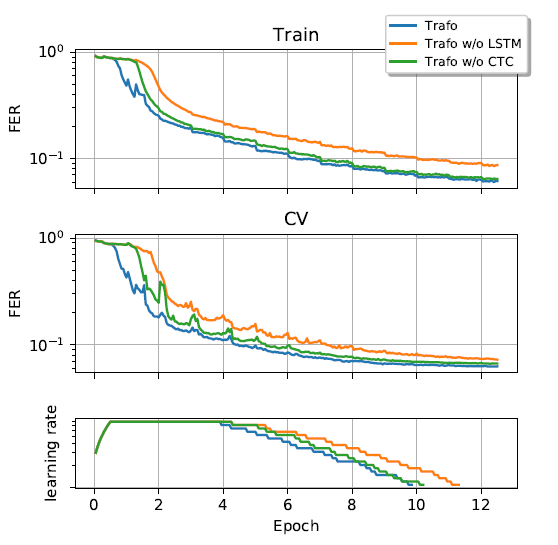 Train
Trafo
Trafo w/o LSTM
Trafo w/o CTC
10⁰
FER
10⁻¹
CV
10⁰
FER
10⁻¹
learning rate
0 2 4 6 8 10 12
Epoch